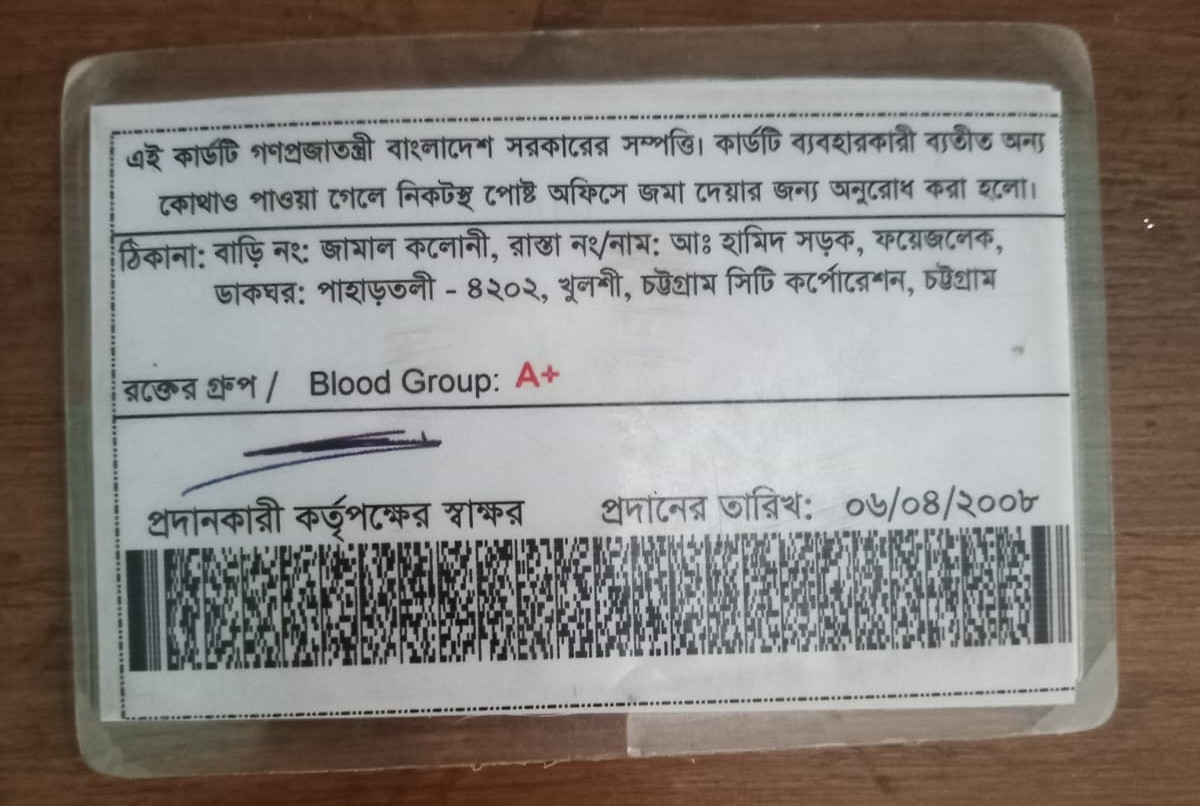 এই কার্ডটি গণপ্রজাতন্ত্রী বাংলাদেশ সরকারের সম্পত্তি। কার্ডটি ব্যবহারকারী ব্যতীত অন্য
কোথাও পাওয়া গেলে নিকটস্থ পোষ্ট অফিসে জমা দেয়ার জন্য অনুরোধ করা হলো।
ঠিকানা: বাড়ি নং: জামাল কলোনী, রাস্তা নং/নাম: আঃ হামিদ সড়ক, ফয়েজলেক,
ডাকঘর: পাহাড়তলী - ৪২০২, খুলশী, চট্টগ্রাম সিটি কর্পোরেশন, চট্টগ্রাম
রক্তের গ্রুপ / Blood Group: A+
প্রদানকারী কর্তৃপক্ষের স্বাক্ষর প্রদানের তারিখ: ০৬/০৪/২০০৮